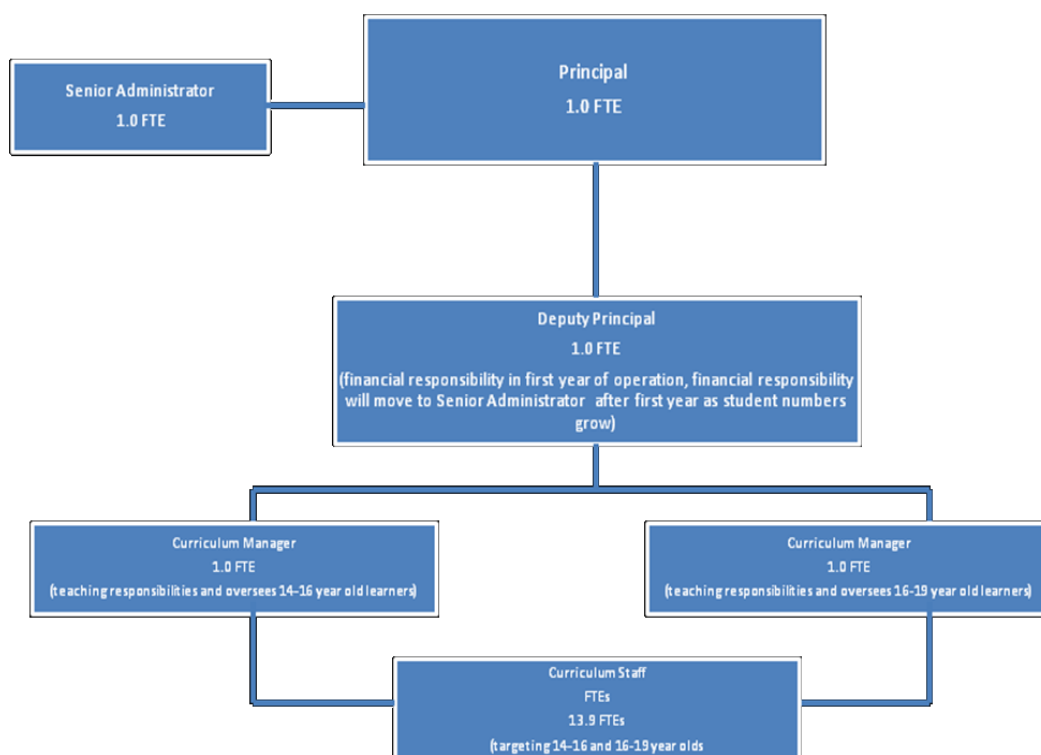 Principal
1.0 FTE
Senior Administrator
1.0 FTE
Deputy Principal
1.0 FTE
(financial responsibility in first year of operation, financial responsibility
will move to Senior Administrator after first year as student numbers
grow)
Curriculum Manager
1.0 FTE
(teaching responsibilities and oversees 14-16 year old learners)
Curriculum Manager
1.0 FTE
(teaching responsibilities and oversees 16-19 year old learners)
Curriculum Staff
FTEs
13.9 FTEs
(targeting 14-16 and 16-19 year olds